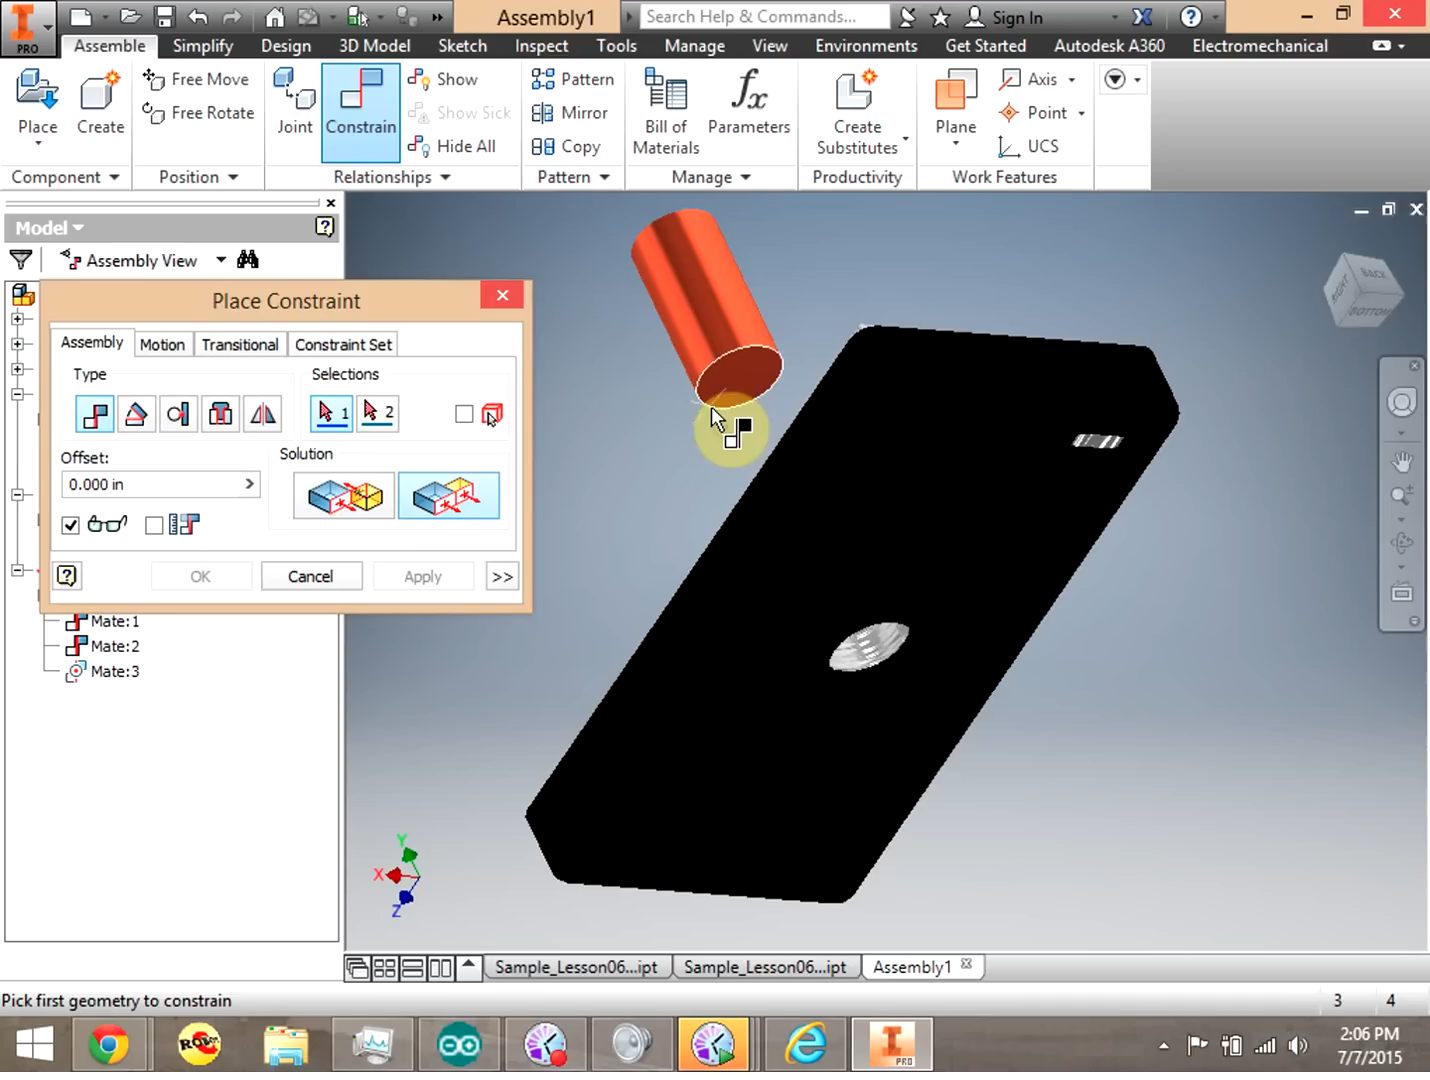 Assembly1
Search Help & Commands...
Sign In
PRO
Assemble
Simplify
Design
3D Model
Sketch
Inspect
Tools
Manage
View
Environments
Get Started
Autodesk A360
Electromechanical
Place
Create
Free Move
Free Rotate
Joint
Constrain
Show
Show Sick
Hide All
Pattern
Mirror
Copy
Bill of
Materials
fx
Parameters
Create
Substitutes
Plane
Axis
Point
UCS
Component
Position
Relationships
Pattern
Manage
Productivity
Work Features
Model
Assembly View
Place Constraint
Assembly
Motion
Transitional
Constraint Set
Type
Selections
1
2
Offset:
Solution
0.000 in
OK
Cancel
Apply
>>
Mate:1
Mate:2
Mate:3
RIGHT
BACK
BOTTOM
Y
X
Z
Sample_Lesson06...ipt
Sample_Lesson06...ipt
Assembly1
Pick first geometry to constrain
3
4
2:06 PM
7/7/2015
PRO